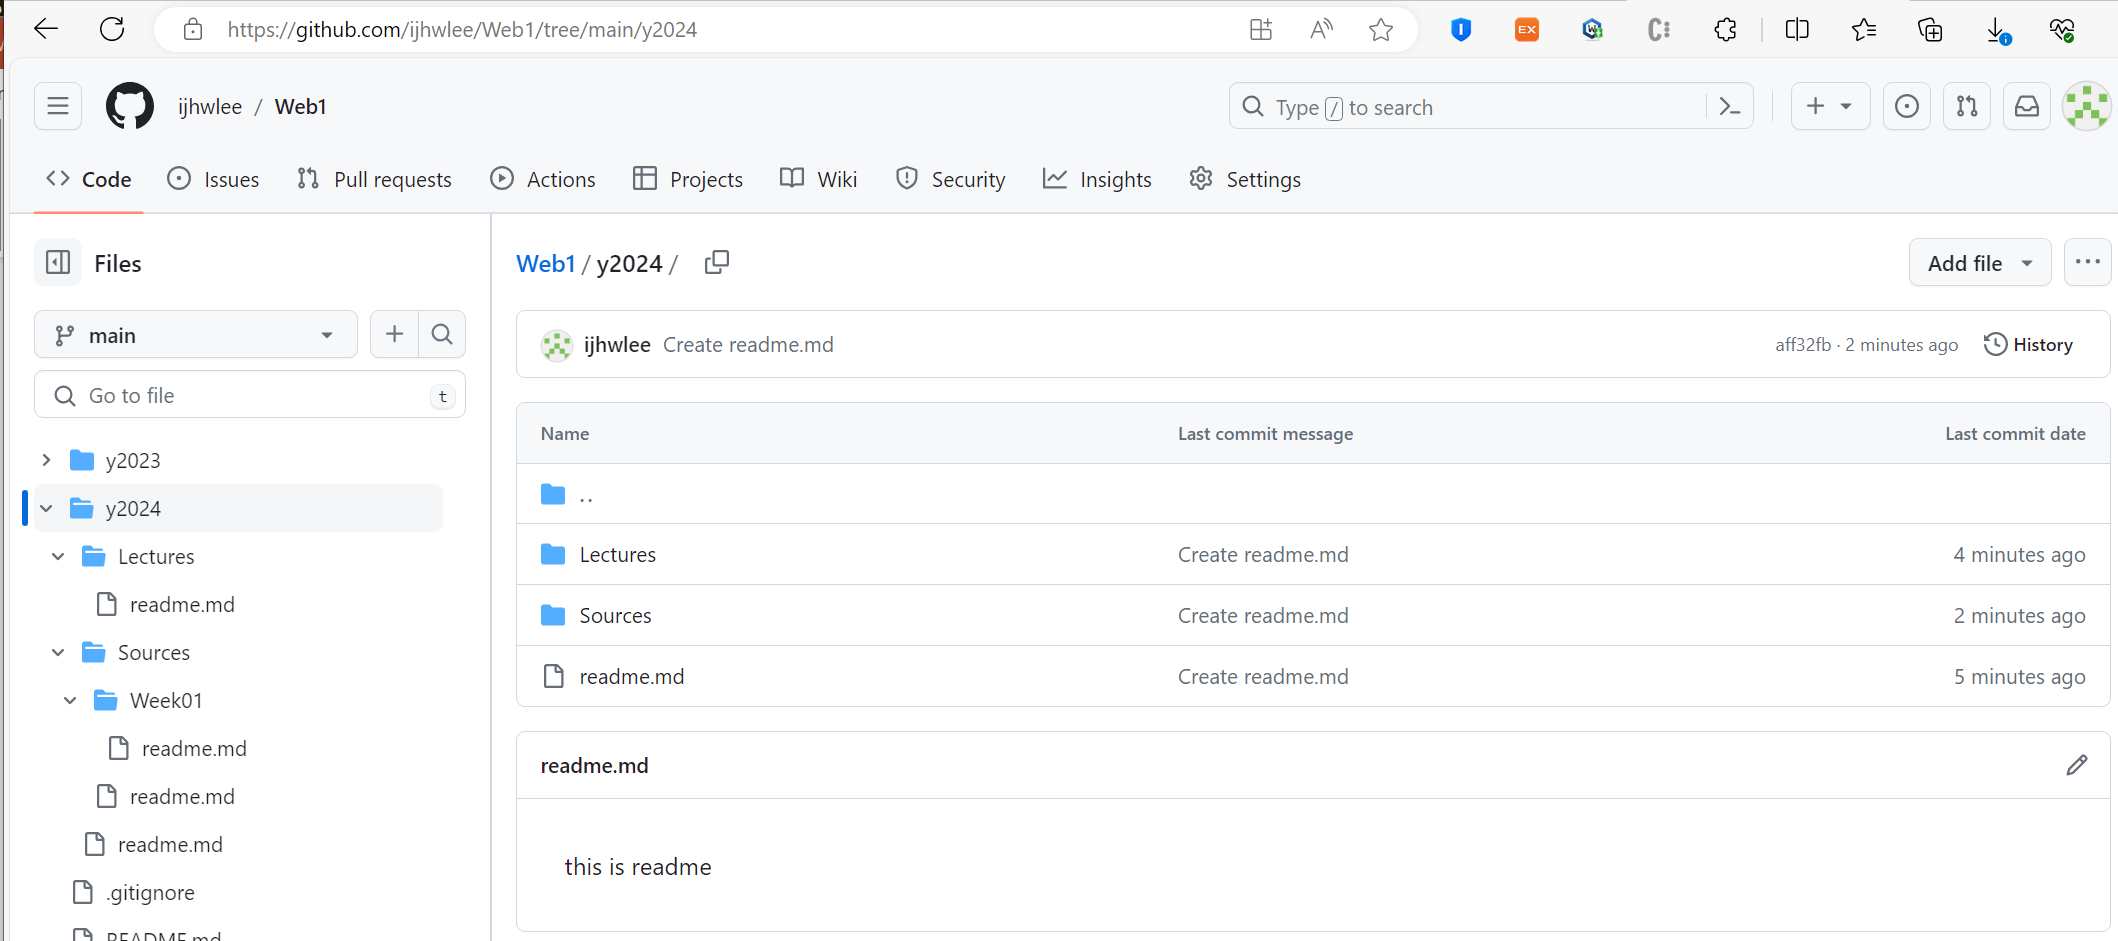 https://github.com/ijhwlee/Web1/tree/main/y2024
ijhwlee / Web1
Type / to search
Code
Issues
Pull requests
Actions
Projects
Wiki
Security
Insights
Settings
Files
main
Go to file
t
y2023
y2024
Lectures
readme.md
Sources
Week01
readme.md
readme.md
readme.md
.gitignore
README.md
Web1 / y2024 /
Add file
ijhwlee Create readme.md
aff32fb · 2 minutes ago
History
Name Last commit message Last commit date
..
Lectures Create readme.md 4 minutes ago
Sources Create readme.md 2 minutes ago
readme.md Create readme.md 5 minutes ago
readme.md
this is readme